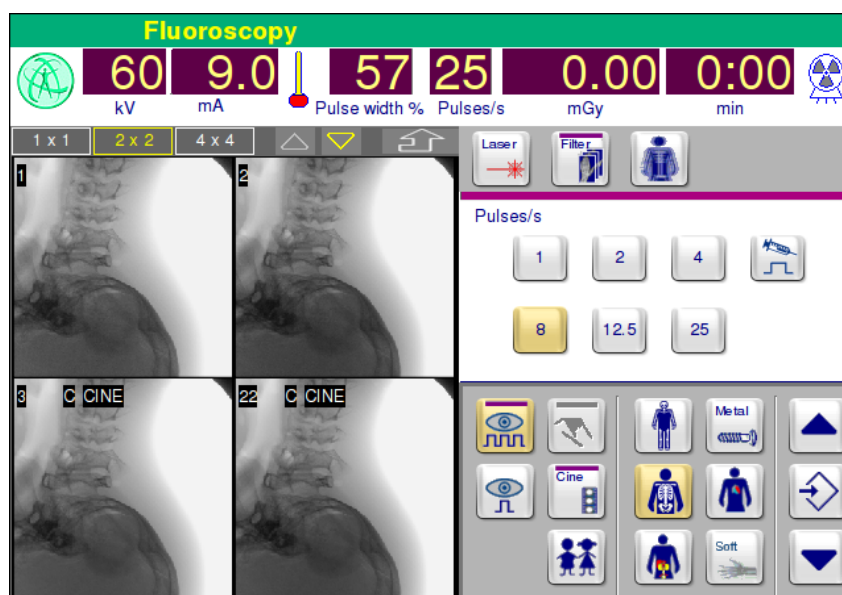 Fluoroscopy
60 9.0 57 25 0.00 0:00
kV mA Pulse width % Pulses/s mGy min
1 x 1 2 x 2 4 x 4
Laser Filter
1 2
Pulses/s
1 2 4
8 12.5 25
3 C CINE 22 C CINE
Metal
Cine
Soft